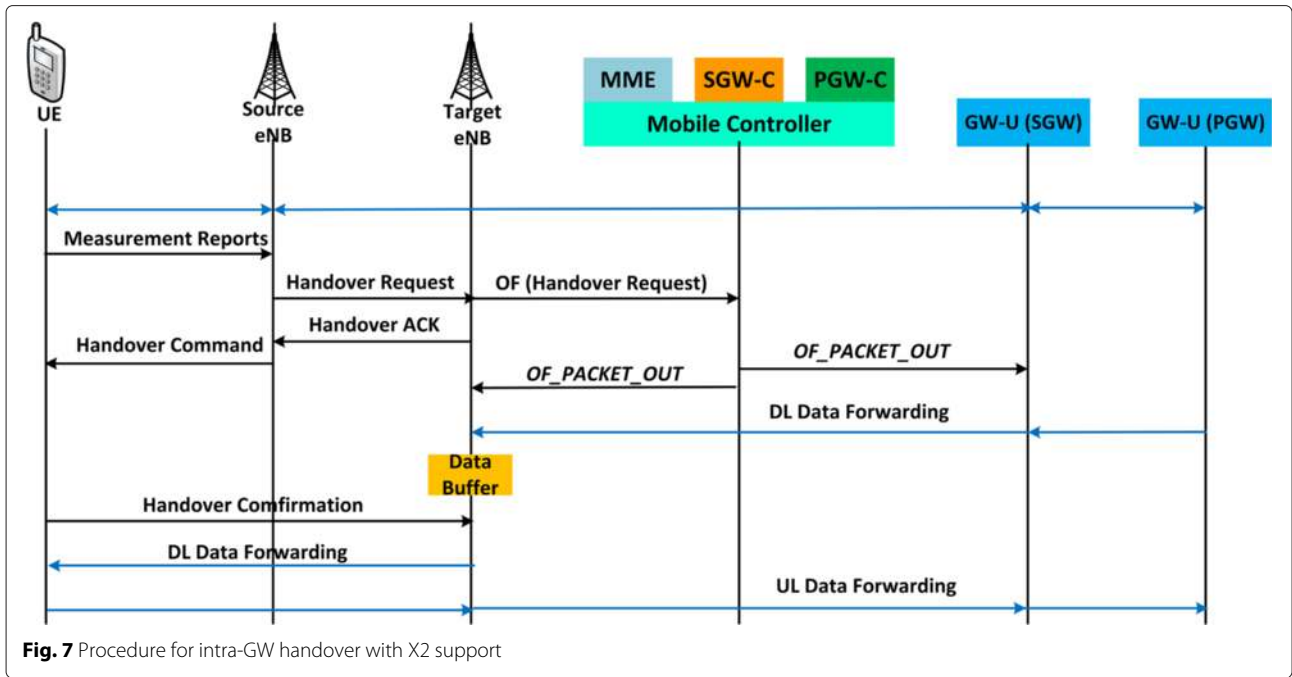 UE
Source
eNB
Target
eNB
MME
SGW-C
PGW-C
Mobile Controller
GW-U (SGW)
GW-U (PGW)
Measurement Reports
Handover Request
OF (Handover Request)
Handover ACK
Handover Command
OF_PACKET_OUT
OF_PACKET_OUT
DL Data Forwarding
Data
Buffer
Handover Comfirmation
DL Data Forwarding
UL Data Forwarding
Fig. 7 Procedure for intra-GW handover with X2 support